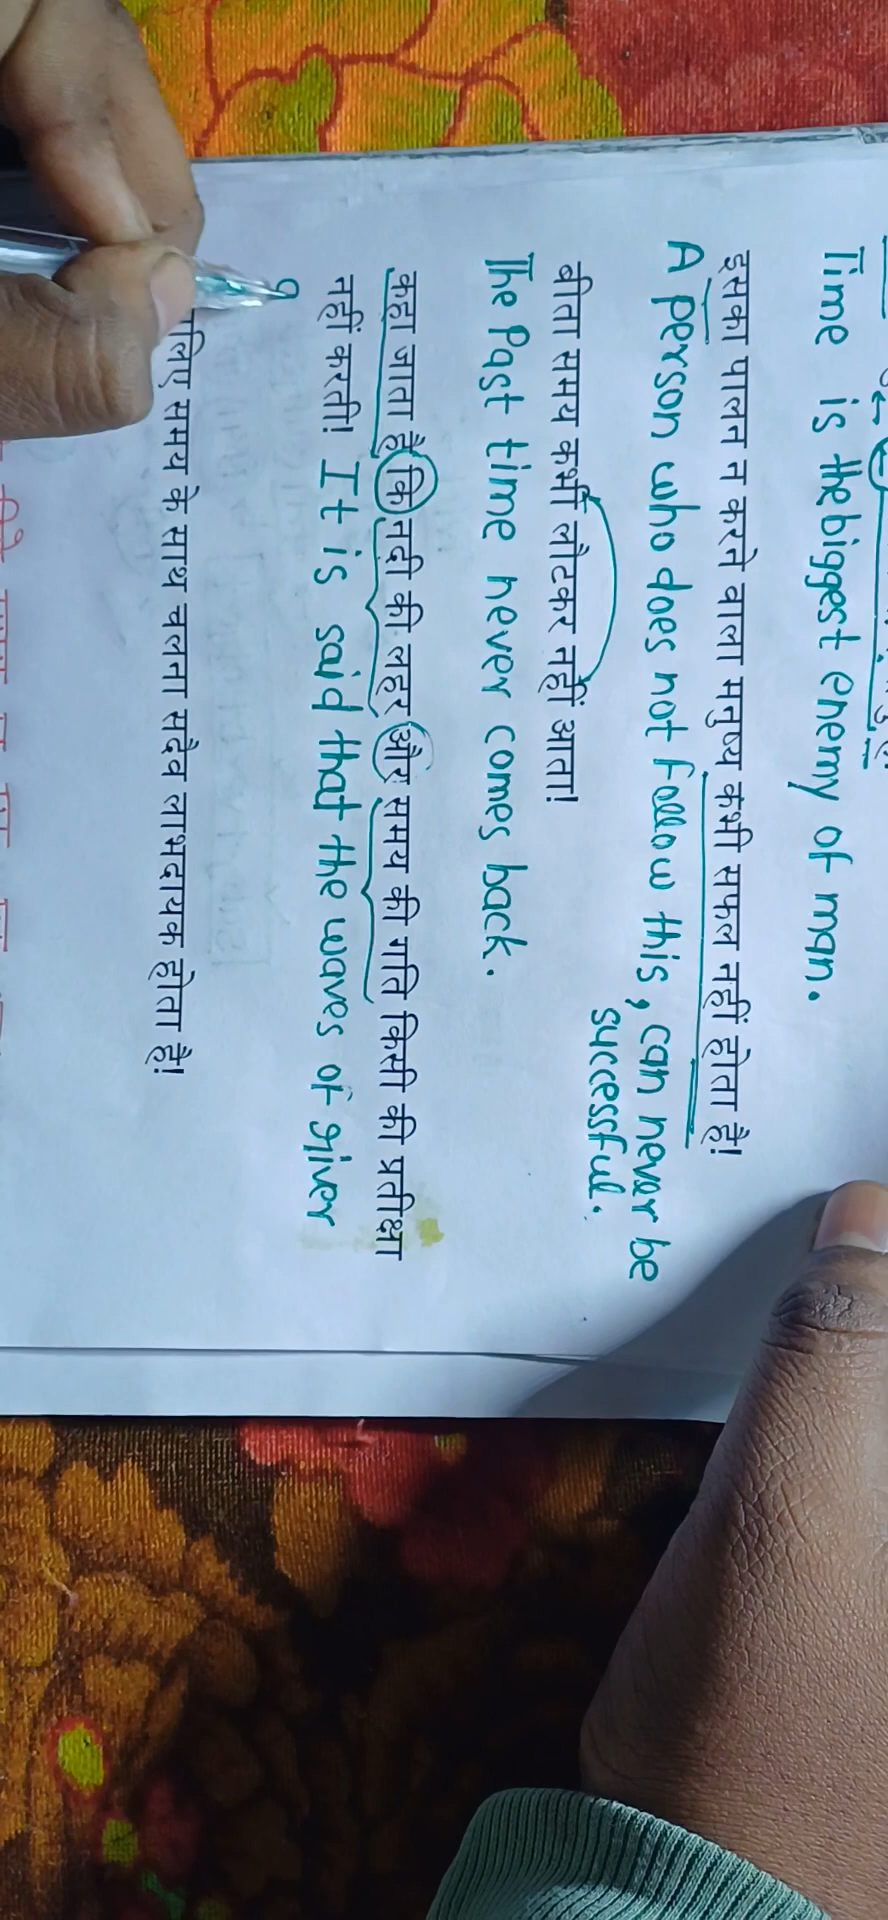 Time is the biggest enemy of man.
इसका पालन न करने वाला मनुष्य कभी सफल नहीं होता है!
A person who does not follow this, can never be
successful.
बीता समय कभी लौटकर नहीं आता!
The Past time never comes back.
कहा जाता है कि नदी की लहर और समय की गति किसी की प्रतीक्षा
नहीं करती! It is said that the waves of river
लिए समय के साथ चलना सदैव लाभदायक होता है!